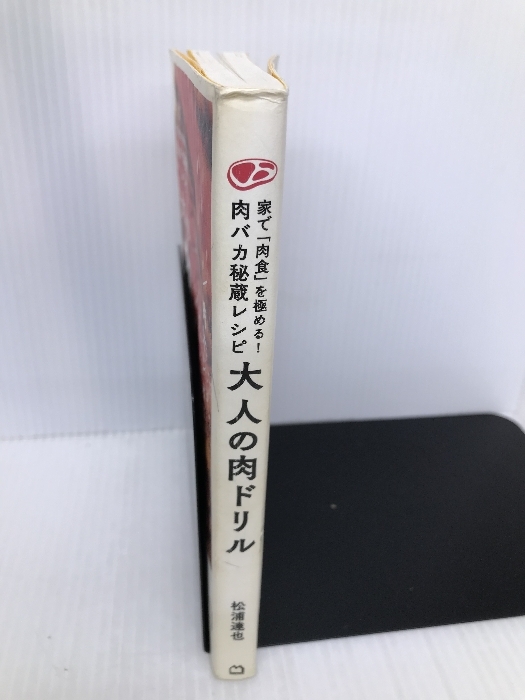 家で「肉食」を極める!
肉バカ秘蔵レシピ
大人の肉ドリル
松浦達也